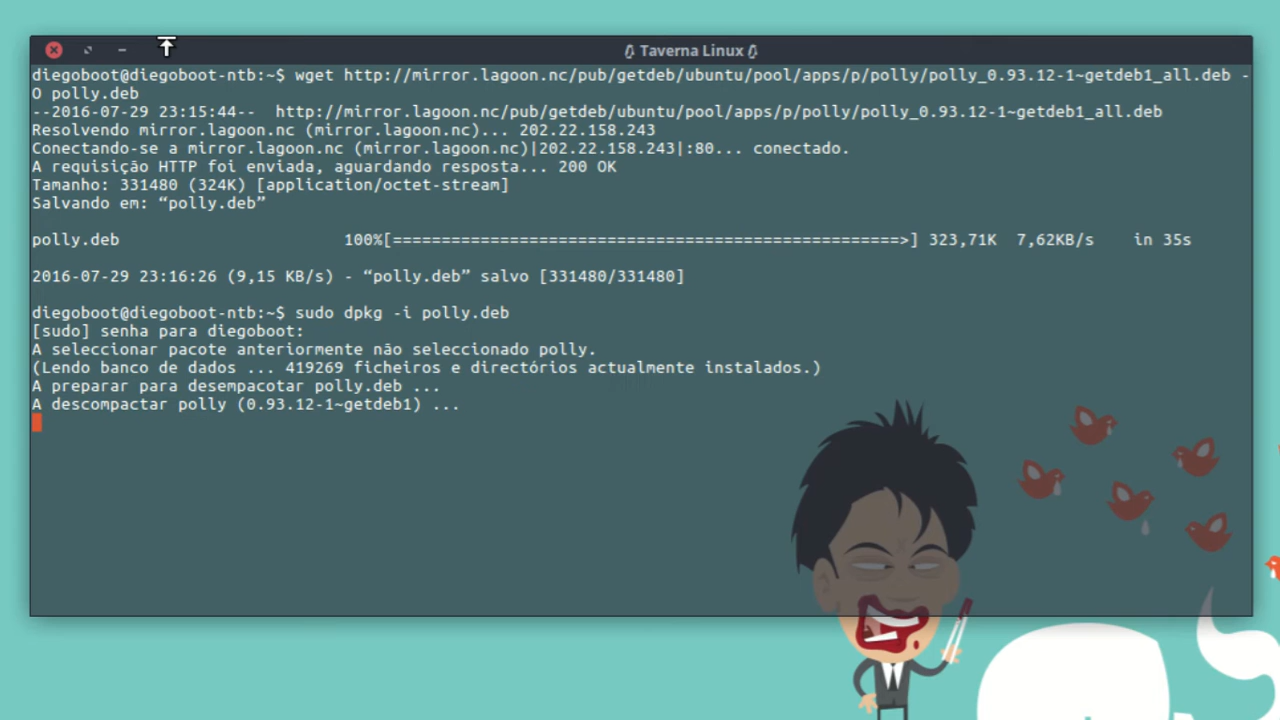 Taverna Linux
diegoboot@diegoboot-ntb:~$ wget http://mirror.lagoon.nc/pub/getdeb/ubuntu/pool/apps/p/polly/polly_0.93.12-1~getdeb1_all.deb -
O polly.deb
--2016-07-29 23:15:44--  http://mirror.lagoon.nc/pub/getdeb/ubuntu/pool/apps/p/polly/polly_0.93.12-1~getdeb1_all.deb
Resolvendo mirror.lagoon.nc (mirror.lagoon.nc)... 202.22.158.243
Conectando-se a mirror.lagoon.nc (mirror.lagoon.nc)|202.22.158.243|:80... conectado.
A requisição HTTP foi enviada, aguardando resposta... 200 OK
Tamanho: 331480 (324K) [application/octet-stream]
Salvando em: “polly.deb”
polly.deb                       100%[====================================================>] 323,71K  7,62KB/s    in 35s
2016-07-29 23:16:26 (9,15 KB/s) - “polly.deb” salvo [331480/331480]
diegoboot@diegoboot-ntb:~$ sudo dpkg -i polly.deb
[sudo] senha para diegoboot:
A seleccionar pacote anteriormente não seleccionado polly.
(Lendo banco de dados ... 419269 ficheiros e directórios actualmente instalados.)
A preparar para desempacotar polly.deb ...
A descompactar polly (0.93.12-1~getdeb1) ...